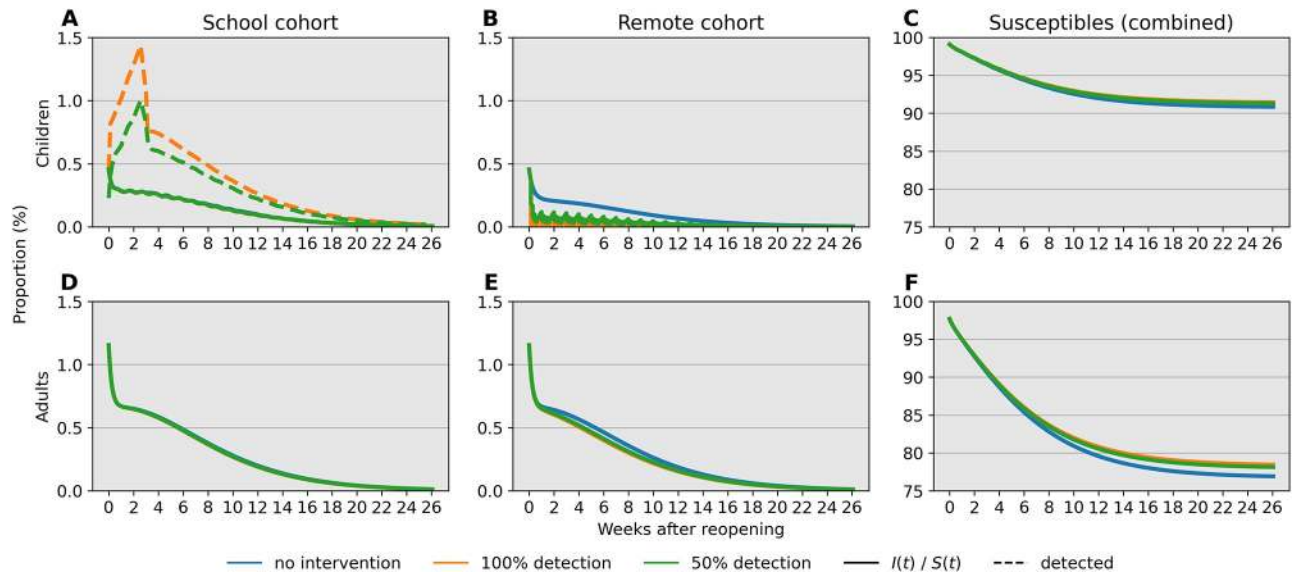 A School cohort B Remote cohort C Susceptibles (combined)
1.5 1.5 100
1.0 1.0 95
90
0.5 0.5 85
80
0.0 0.0 75
0 2 4 6 8 10 12 14 16 18 20 22 24 26 0 2 4 6 8 10 12 14 16 18 20 22 24 26 0 2 4 6 8 10 12 14 16 18 20 22 24 26
Children
Proportion (%)
D E F
1.5 1.5 100
95
1.0 1.0 90
85
0.5 0.5 80
0.0 0.0 75
0 2 4 6 8 10 12 14 16 18 20 22 24 26 0 2 4 6 8 10 12 14 16 18 20 22 24 26 0 2 4 6 8 10 12 14 16 18 20 22 24 26
Adults
Weeks after reopening
no intervention 100% detection 50% detection I(t) / S(t) detected